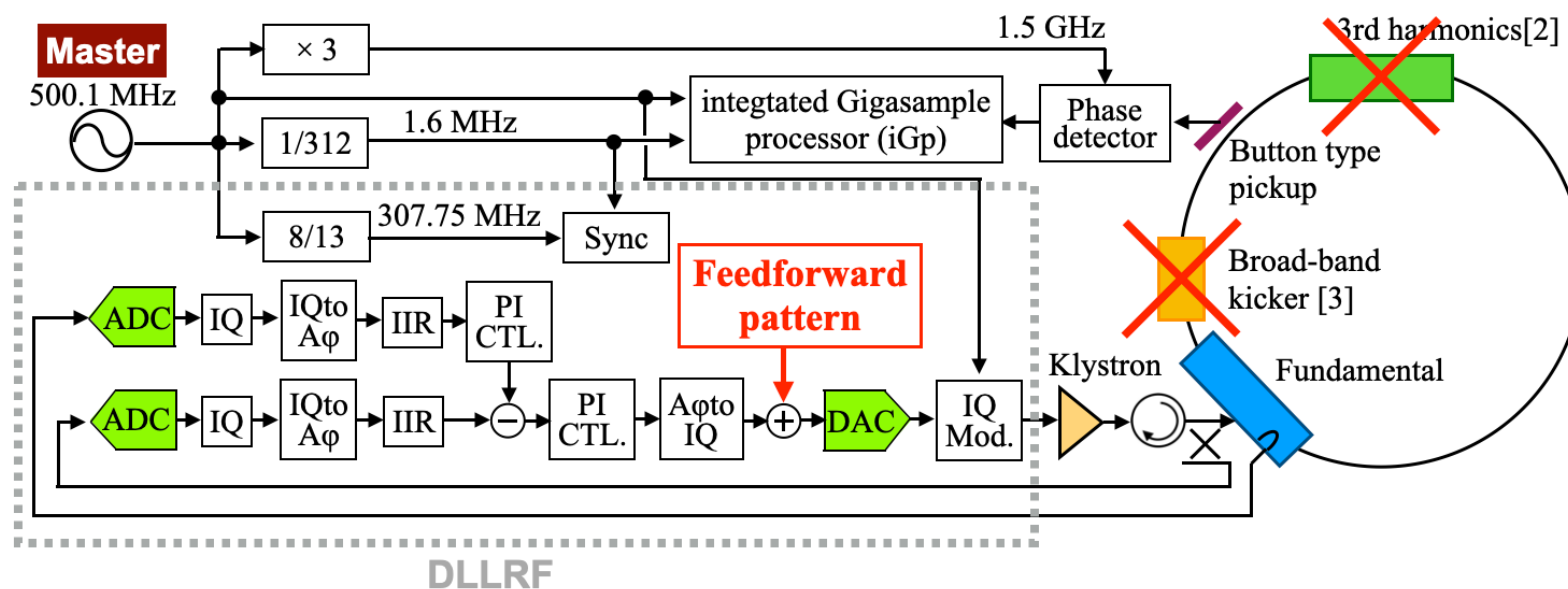 Master
500.1 MHz
× 3
1.5 GHz
3rd harmonics[2]
1/312
1.6 MHz
integtated Gigasample
processor (iGp)
Phase
detector
Button type
pickup
8/13
307.75 MHz
Sync
Feedforward
pattern
Broad-band
kicker [3]
ADC
IQ
IQto
Aφ
IIR
PI
CTL.
Klystron
Fundamental
ADC
IQ
IQto
Aφ
IIR
−
PI
CTL.
Aφto
IQ
+
DAC
IQ
Mod.
DLLRF